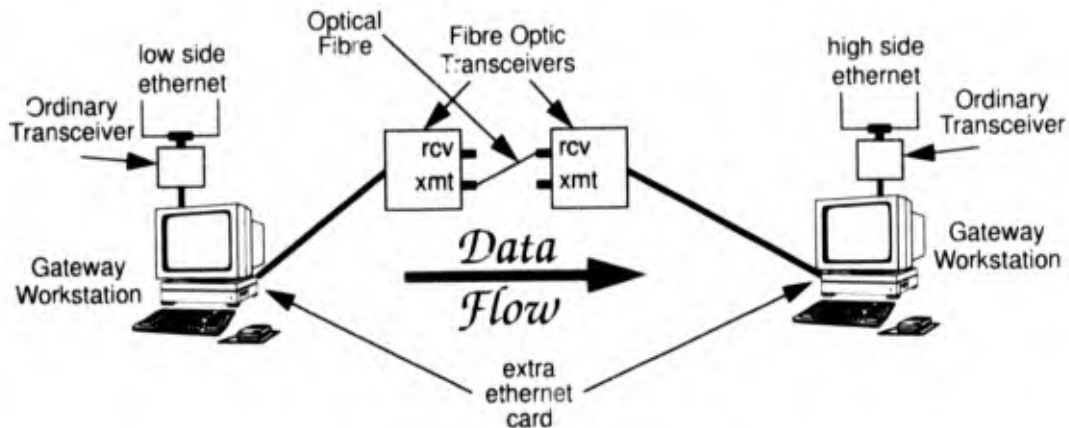 Optical
Fibre
Fibre Optic
Transceivers
low side
ethernet
high side
ethernet
Ordinary
Transceiver
Ordinary
Transceiver
rcv
xmt
rcv
xmt
Gateway
Workstation
Data
Flow
Gateway
Workstation
extra
ethernet
card